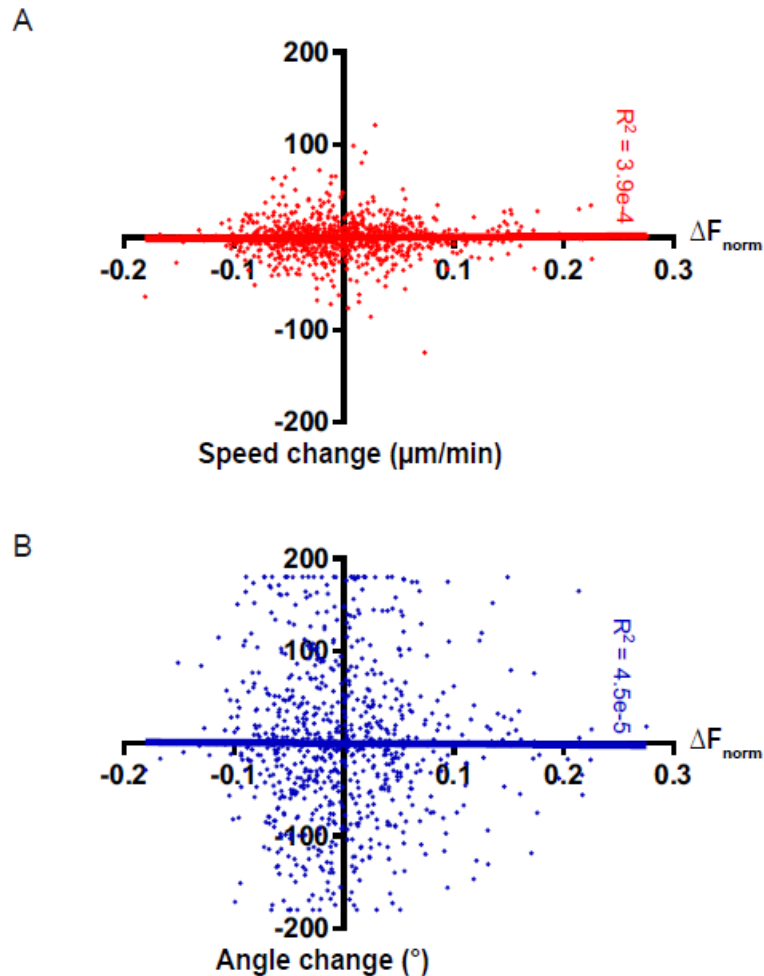 A
200
100
R² = 3.9e-4
-0.2 -0.1 0.1 0.2 0.3 ΔFnorm
-100
-200
Speed change (µm/min)
B
200
100
R² = 4.5e-5
-0.2 -0.1 0.1 0.2 0.3 ΔFnorm
-100
-200
Angle change (°)